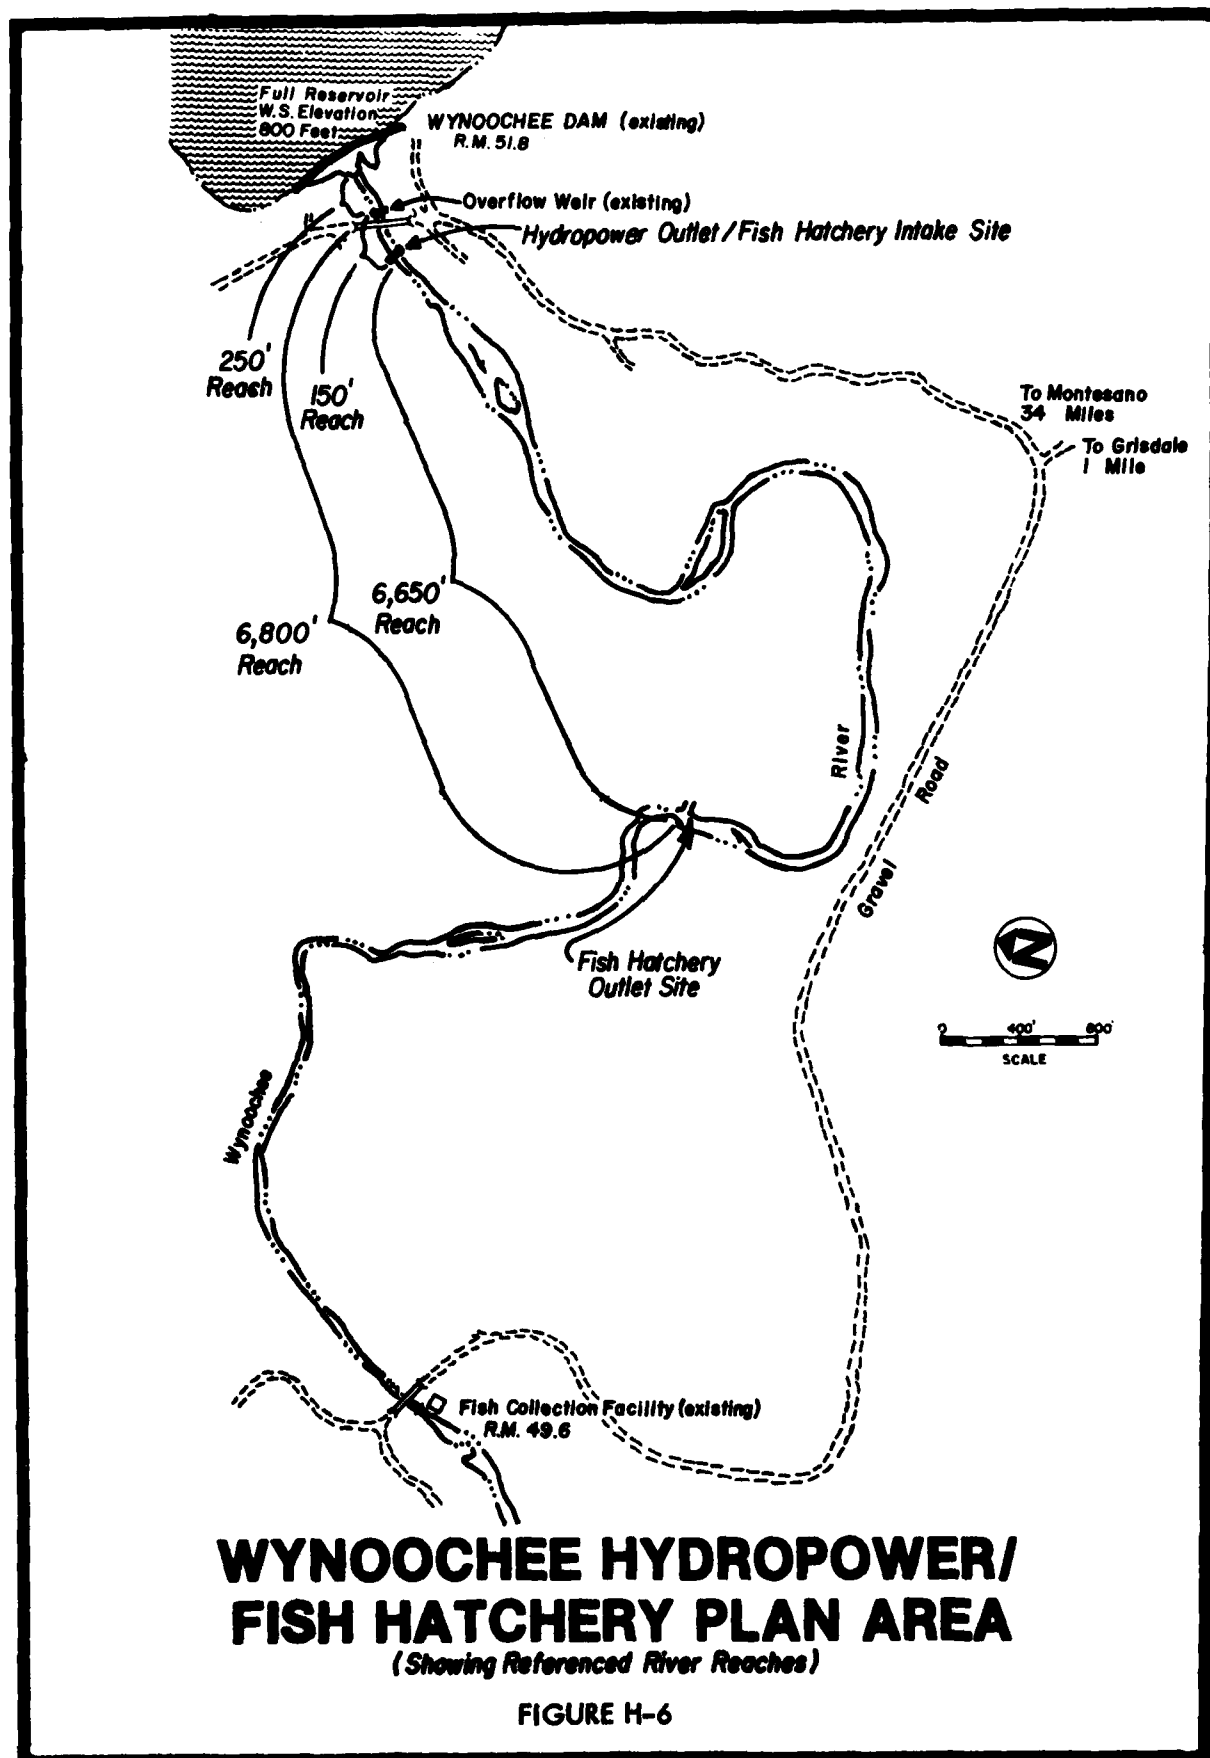 Full Reservoir
W.S. Elevation
800 Feet
WYNOOCHEE DAM (existing)
R.M. 51.8
Overflow Weir (existing)
Hydropower Outlet/Fish Hatchery Intake Site
250'
Reach
150'
Reach
To Montesano
34 Miles
To Grisdale
1 Mile
6,650'
Reach
6,800'
Reach
River
Road
Gravel
Fish Hatchery
Outlet Site
N
0 400' 800'
SCALE
Wynoochee
Fish Collection Facility (existing)
R.M. 49.6
WYNOOCHEE HYDROPOWER/
FISH HATCHERY PLAN AREA
(Showing Referenced River Reaches)
FIGURE H-6